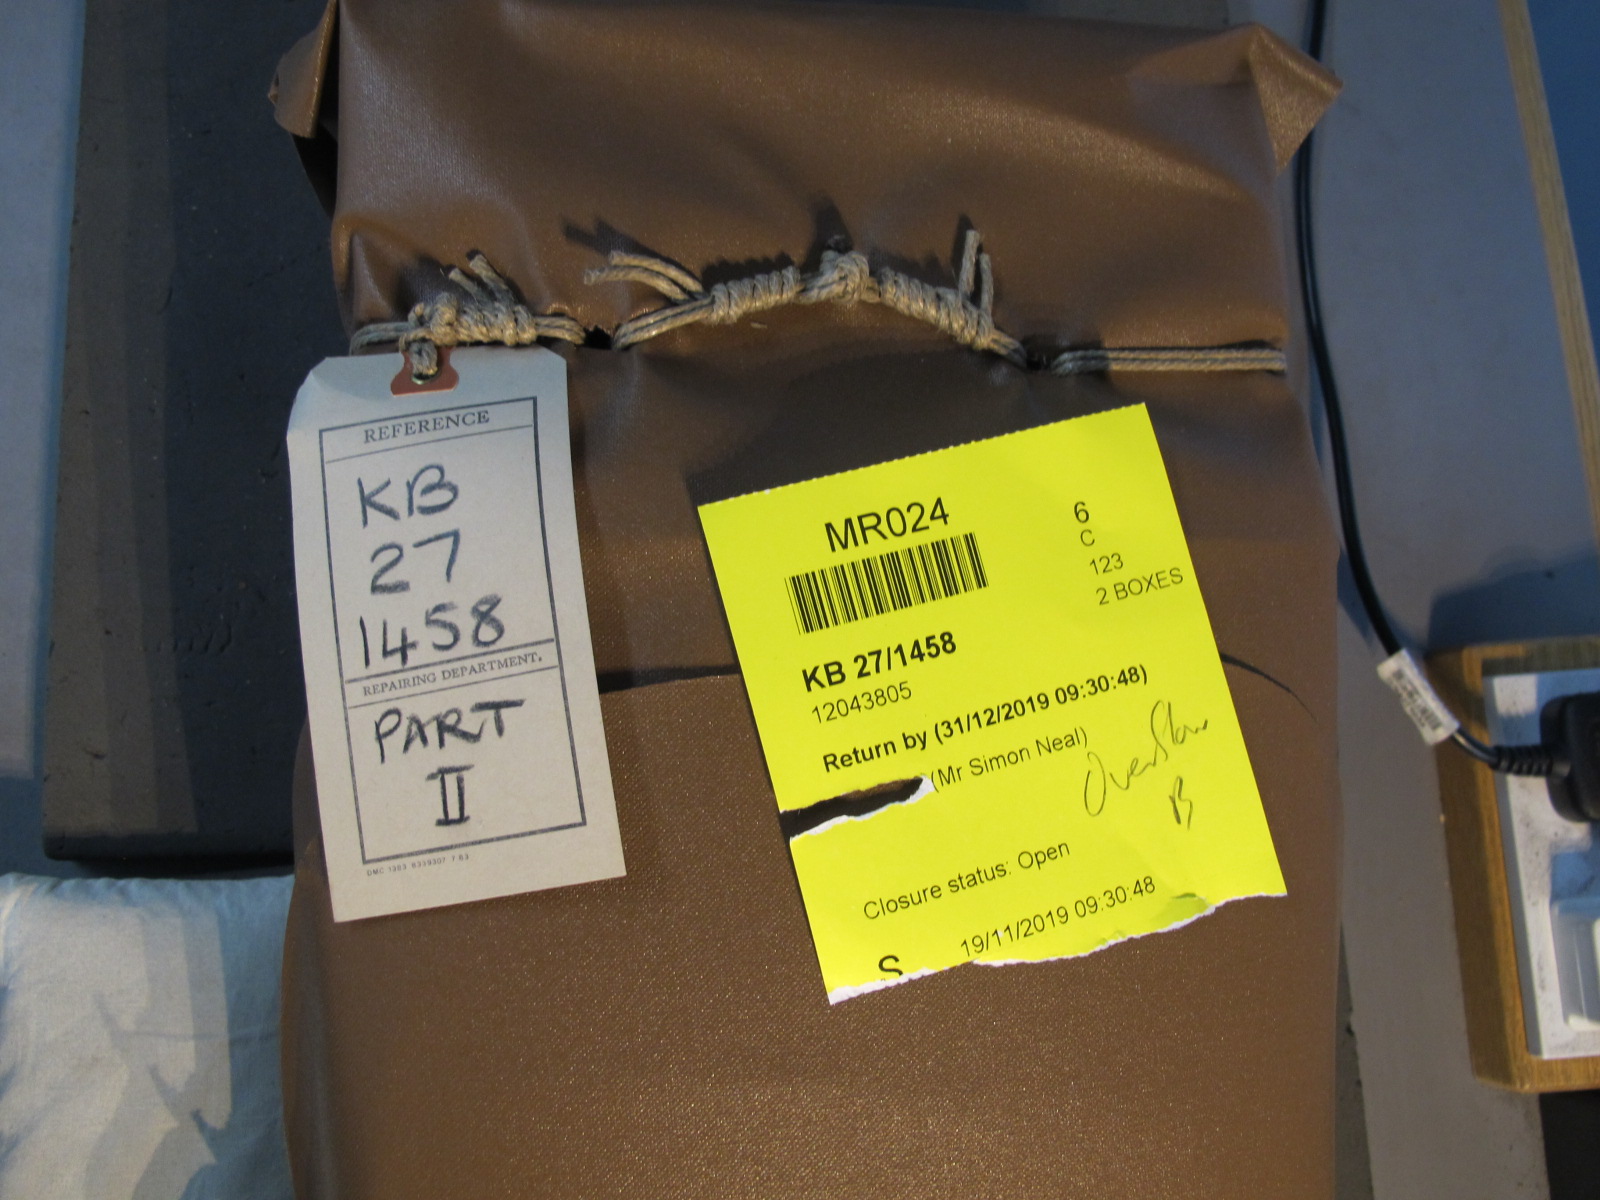 REFERENCE
KB
27
1458
REPAIRING DEPARTMENT.
PART
II
MR024
6
C
123
2 BOXES
KB 27/1458
12043805
Return by (31/12/2019 09:30:48)
(Mr Simon Neal)
B
Closure status: Open
19/11/2019 09:30:48
S